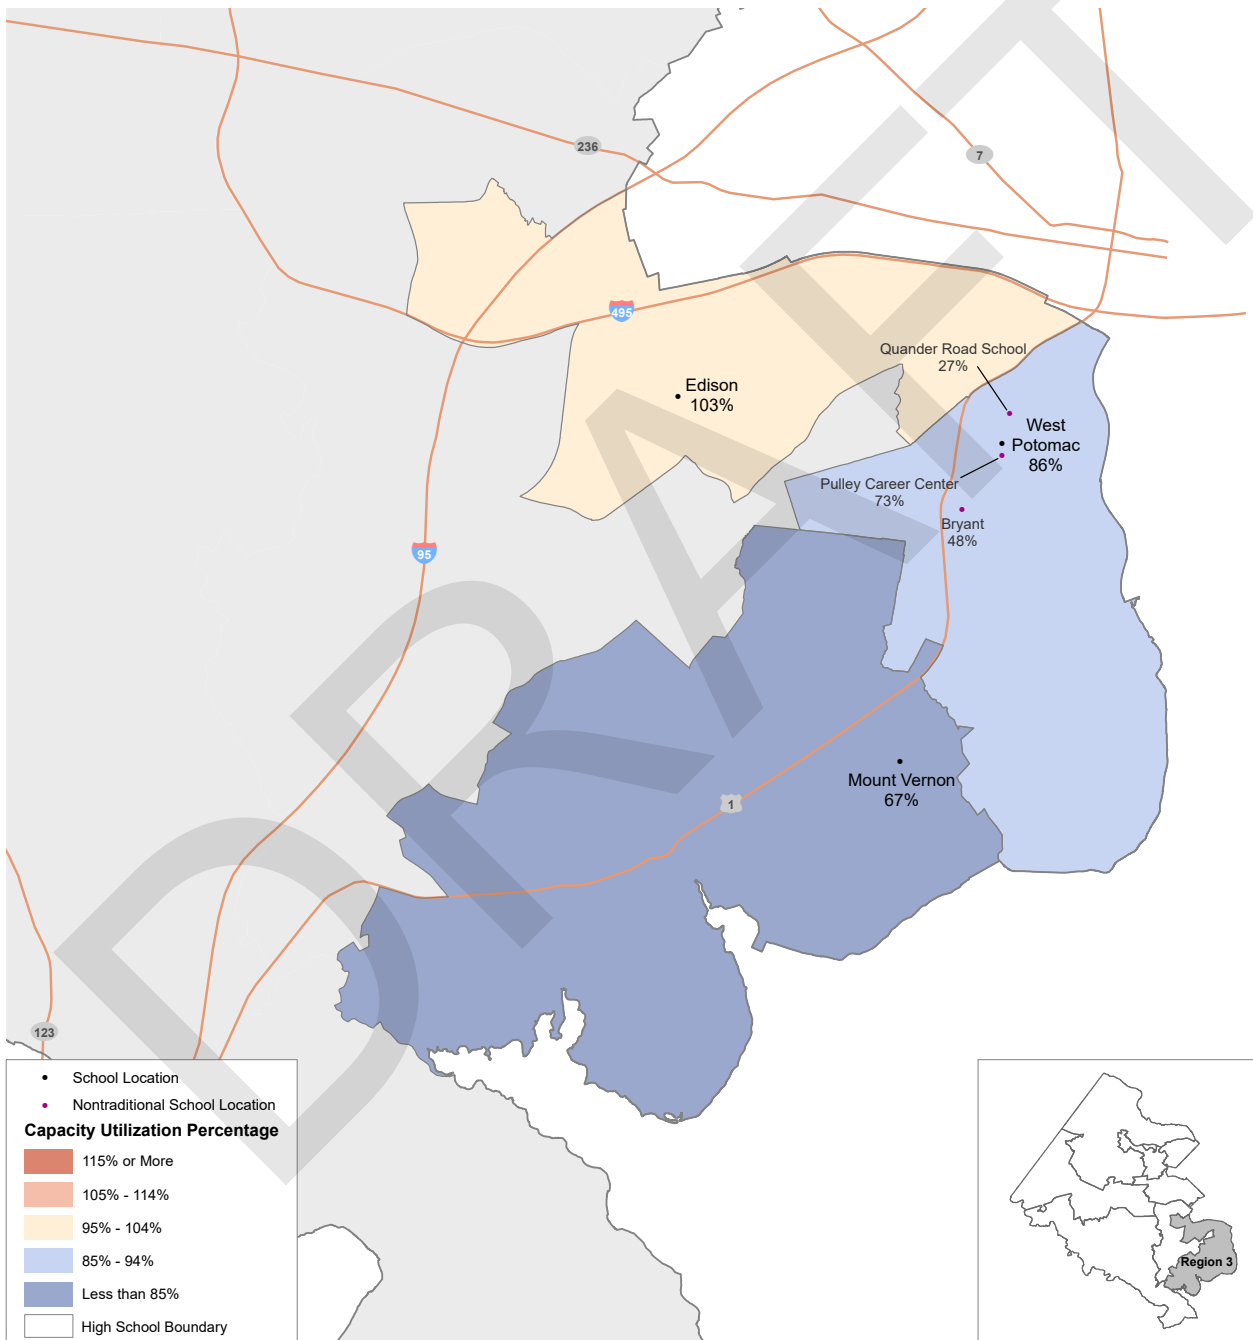 236
7
495
Quander Road School
27%
Edison
103%
West
Potomac
86%
Pulley Career Center
73%
Bryant
48%
95
Mount Vernon
67%
1
123
DRAFT
School Location
Nontraditional School Location
Capacity Utilization Percentage
115% or More
105% - 114%
95% - 104%
85% - 94%
Less than 85%
High School Boundary
Region 3